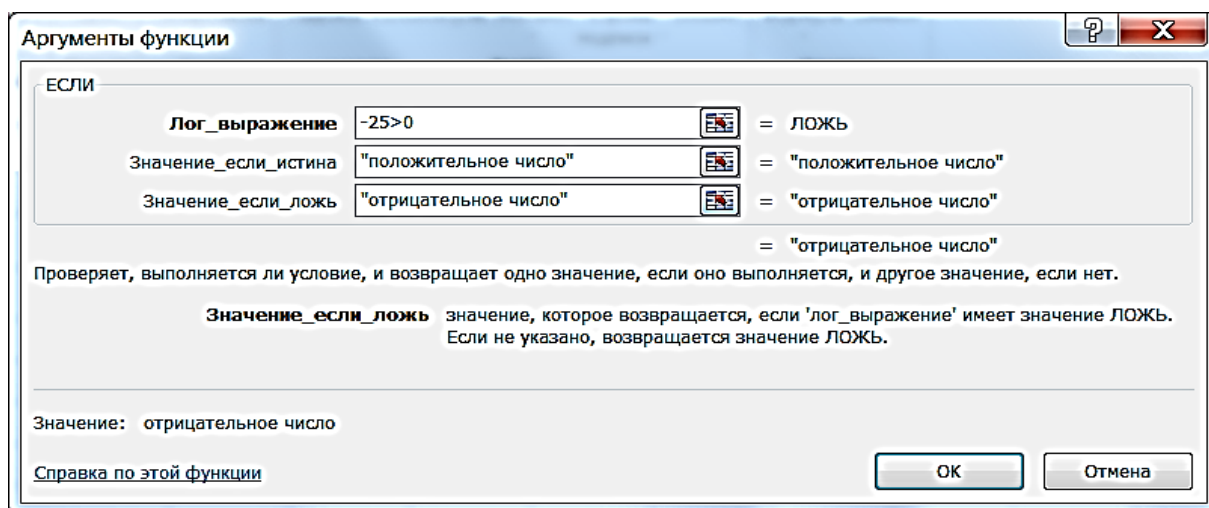 Аргументы функции
ЕСЛИ
Лог_выражение -25>0 = ЛОЖЬ
Значение_если_истина "положительное число" = "положительное число"
Значение_если_ложь "отрицательное число" = "отрицательное число"
= "отрицательное число"
Проверяет, выполняется ли условие, и возвращает одно значение, если оно выполняется, и другое значение, если нет.
Значение_если_ложь значение, которое возвращается, если 'лог_выражение' имеет значение ЛОЖЬ.
Если не указано, возвращается значение ЛОЖЬ.
Значение: отрицательное число
Справка по этой функции
ОК Отмена